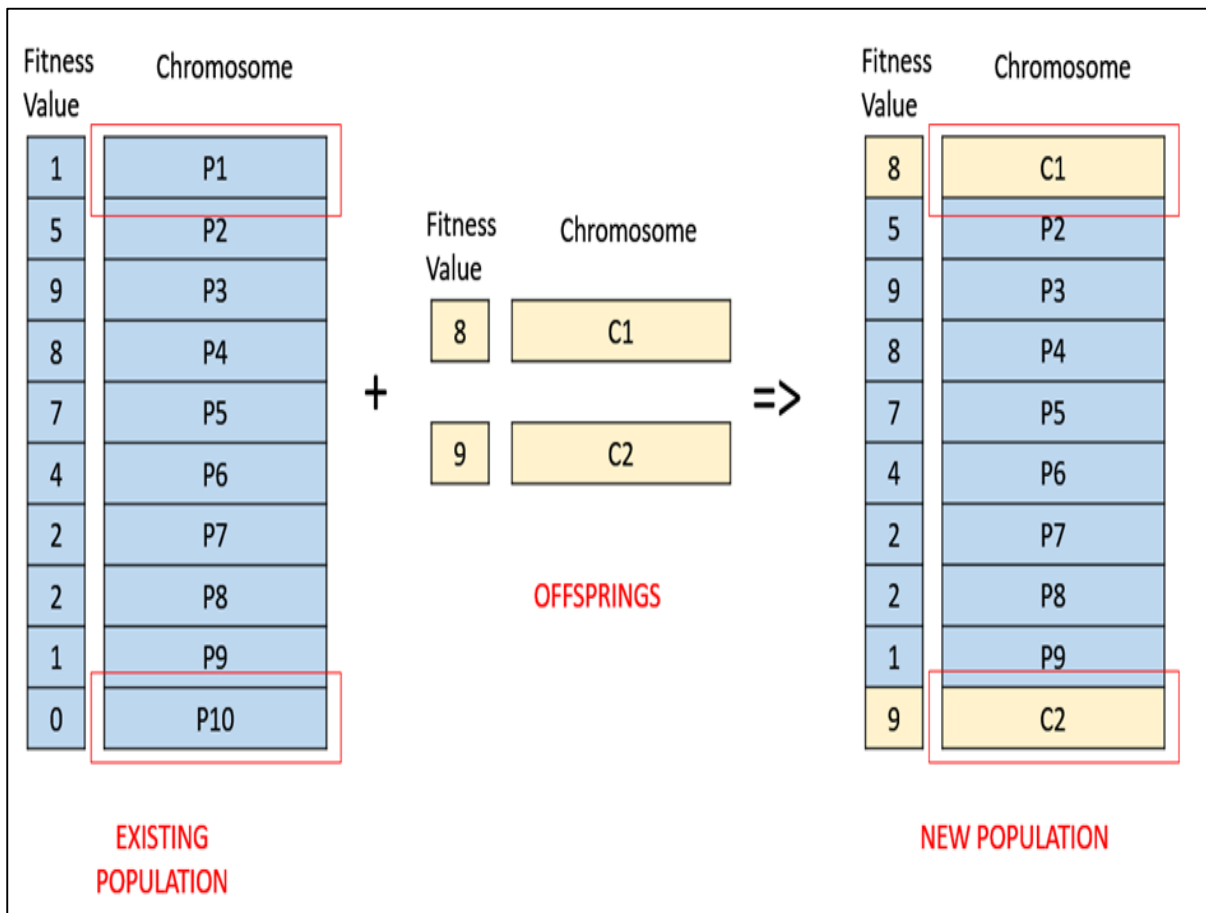 Fitness Value Chromosome
1 P1
5 P2
9 P3
8 P4
7 P5
4 P6
2 P7
2 P8
1 P9
0 P10
EXISTING
POPULATION
+
Fitness
Value
Chromosome
8 C1
9 C2
OFFSPRINGS
=>
Fitness
Value
Chromosome
8 C1
5 P2
9 P3
8 P4
7 P5
4 P6
2 P7
2 P8
1 P9
9 C2
NEW POPULATION